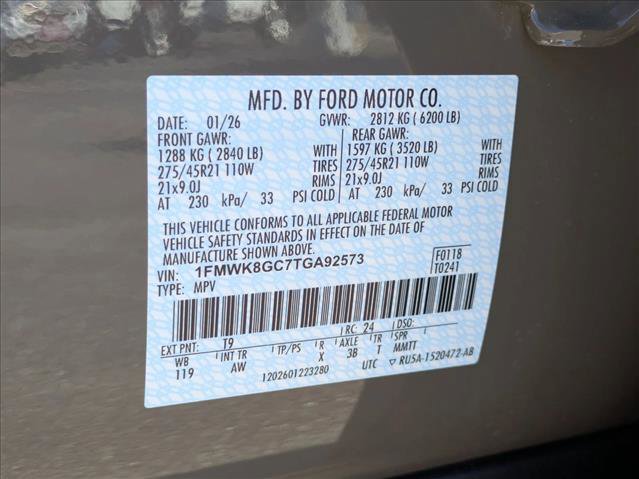 MFD. BY FORD MOTOR CO.
DATE: 01/26 GVWR: 2812 KG ( 6200 LB)
FRONT GAWR: REAR GAWR:
1288 KG ( 2840 LB) WITH 1597 KG ( 3520 LB) WITH
275/45R21 110W TIRES 275/45R21 110W TIRES
21x9.0J RIMS 21x9.0J RIMS
AT 230 kPa/ 33 PSI COLD AT 230 kPa/ 33 PSI COLD
THIS VEHICLE CONFORMS TO ALL APPLICABLE FEDERAL MOTOR
VEHICLE SAFETY STANDARDS IN EFFECT ON THE DATE OF
MANUFACTURE SHOWN ABOVE.
VIN: 1FMWK8GC7TGA92573 F0118
TYPE: MPV T0241
EXT PNT: T9 RC: 24 DSO:
WB INT TR TP/PS R AXLE TR SPR
119 AW X 3B T MMTT
1202601223280 UTC ▽ RU5A-1520472-AB